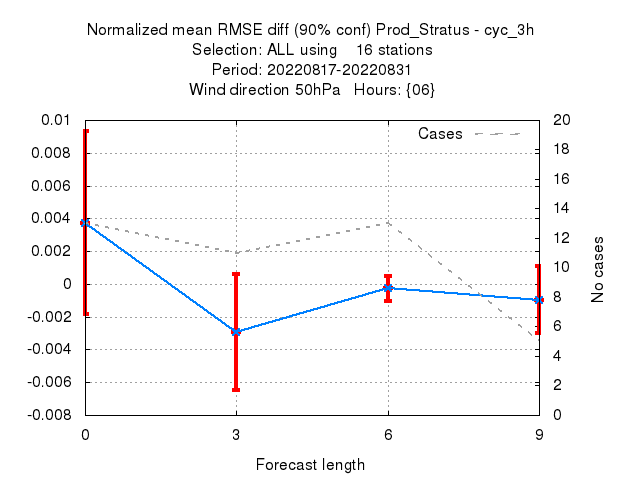 Normalized mean RMSE diff (90% conf) Prod_Stratus - cyc_3h
Selection: ALL using    16 stations
Period: 20220817-20220831
Wind direction 50hPa   Hours: {06}
Cases
0.01
0.008
0.006
0.004
0.002
0
-0.002
-0.004
-0.006
-0.008
20
18
16
14
12
10
8
6
4
2
0
No cases
0 3 6 9
Forecast length